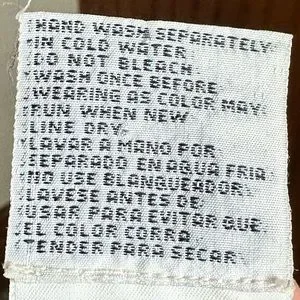 HAND WASH SEPARATELY
IN COLD WATER
DO NOT BLEACH.
WASH ONCE BEFORE
WEARING AS COLOR MAY
RUN WHEN NEW
LINE DRY
LAVAR A MANO POR
SEPARADO EN AQUA FRIA
NO USE BLANQUEADOR
LAVESE ANTES DE
USAR PARA EVITAR QUE
EL COLOR CORRA
TENDER PARA SECAR